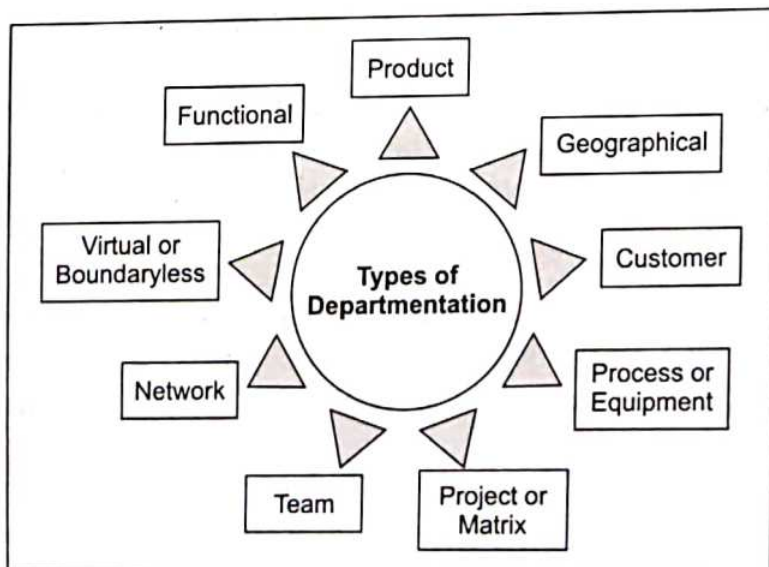 Product
Functional
Geographical
Virtual or
Boundaryless
Types of
Departmentation
Customer
Network
Process or
Equipment
Team
Project or
Matrix